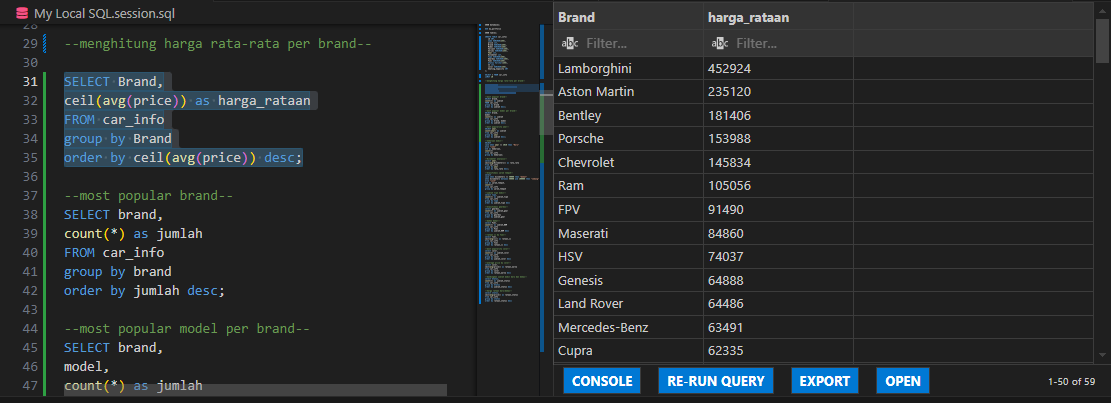 My Local SQL.session.sql
28
29 --menghitung harga rata-rata per brand--
30
31 SELECT Brand,
32 ceil(avg(price)) as harga_rataan
33 FROM car_info
34 group by Brand
35 order by ceil(avg(price)) desc;
36
37 --most popular brand--
38 SELECT brand,
39 count(*) as jumlah
40 FROM car_info
41 group by brand
42 order by jumlah desc;
43
44 --most popular model per brand--
45 SELECT brand,
46 model,
47 count(*) as jumlah
Brand harga_rataan
abc Filter... abc Filter...
Lamborghini 452924
Aston Martin 235120
Bentley 181406
Porsche 153988
Chevrolet 145834
Ram 105056
FPV 91490
Maserati 84860
HSV 74037
Genesis 64888
Land Rover 64486
Mercedes-Benz 63491
Cupra 62335
CONSOLE RE-RUN QUERY EXPORT OPEN 1-50 of 59